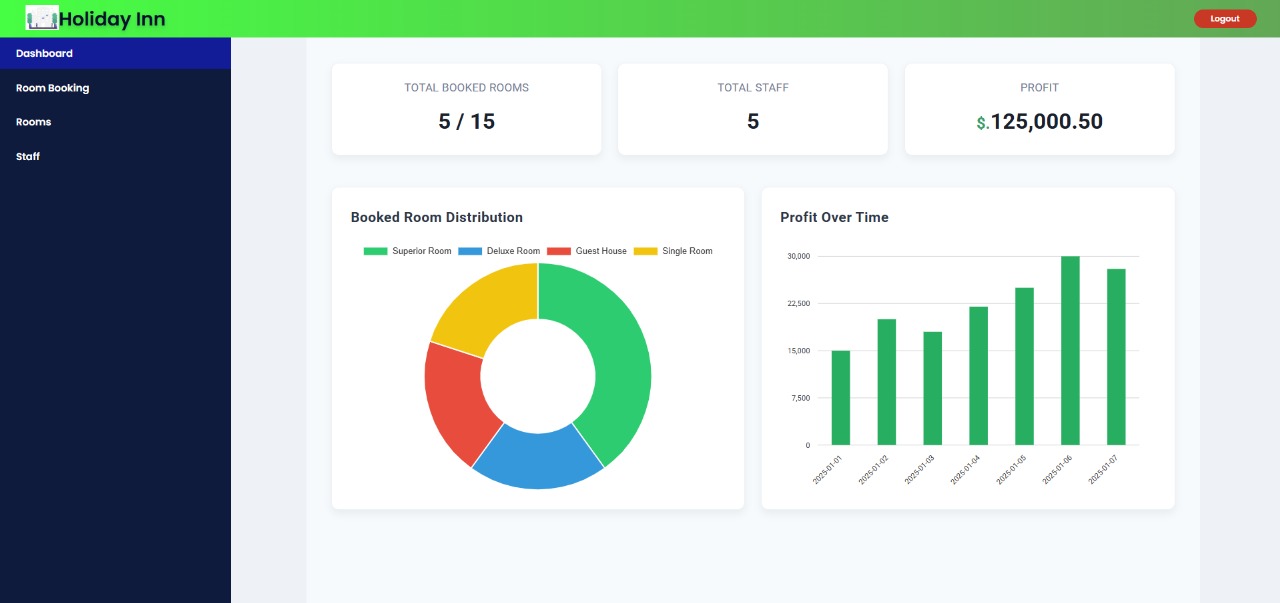 Holiday Inn
Logout
Dashboard
Room Booking
Rooms
Staff
TOTAL BOOKED ROOMS
5 / 15
TOTAL STAFF
5
PROFIT
$.125,000.50
Booked Room Distribution
Superior Room Deluxe Room Guest House Single Room
Profit Over Time
30,000
22,500
15,000
7,500
0
2025-01-01 2025-01-02 2025-01-03 2025-01-04 2025-01-05 2025-01-06 2025-01-07